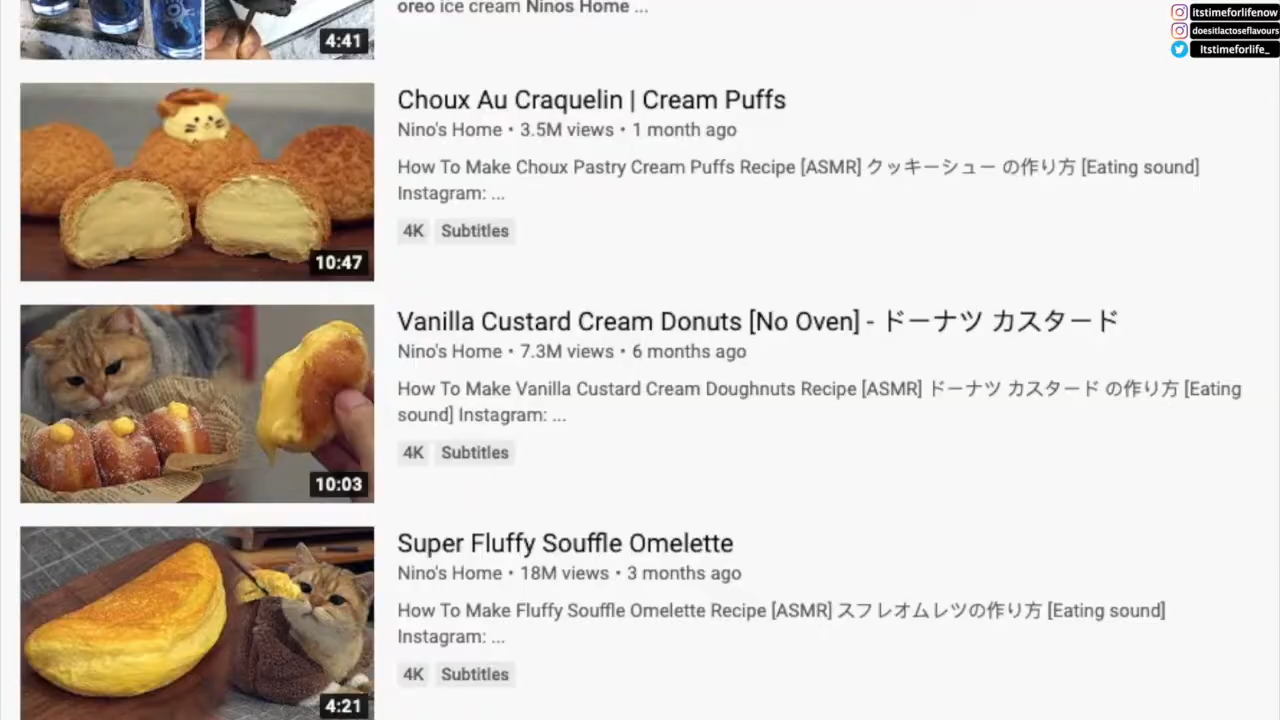 oreo ice cream Ninos Home ...
4:41
itstimeforlifenow
doesitlactoseflavours
Itstimeforlife_
Choux Au Craquelin | Cream Puffs
Nino's Home • 3.5M views • 1 month ago
How To Make Choux Pastry Cream Puffs Recipe [ASMR] クッキーシュー の作り方 [Eating sound]
Instagram: ...
4K Subtitles
10:47
Vanilla Custard Cream Donuts [No Oven] - ドーナツ カスタード
Nino's Home • 7.3M views • 6 months ago
How To Make Vanilla Custard Cream Doughnuts Recipe [ASMR] ドーナツ カスタード の作り方 [Eating
sound] Instagram: ...
4K Subtitles
10:03
Super Fluffy Souffle Omelette
Nino's Home • 18M views • 3 months ago
How To Make Fluffy Souffle Omelette Recipe [ASMR] スフレオムレツの作り方 [Eating sound]
Instagram: ...
4K Subtitles
4:21